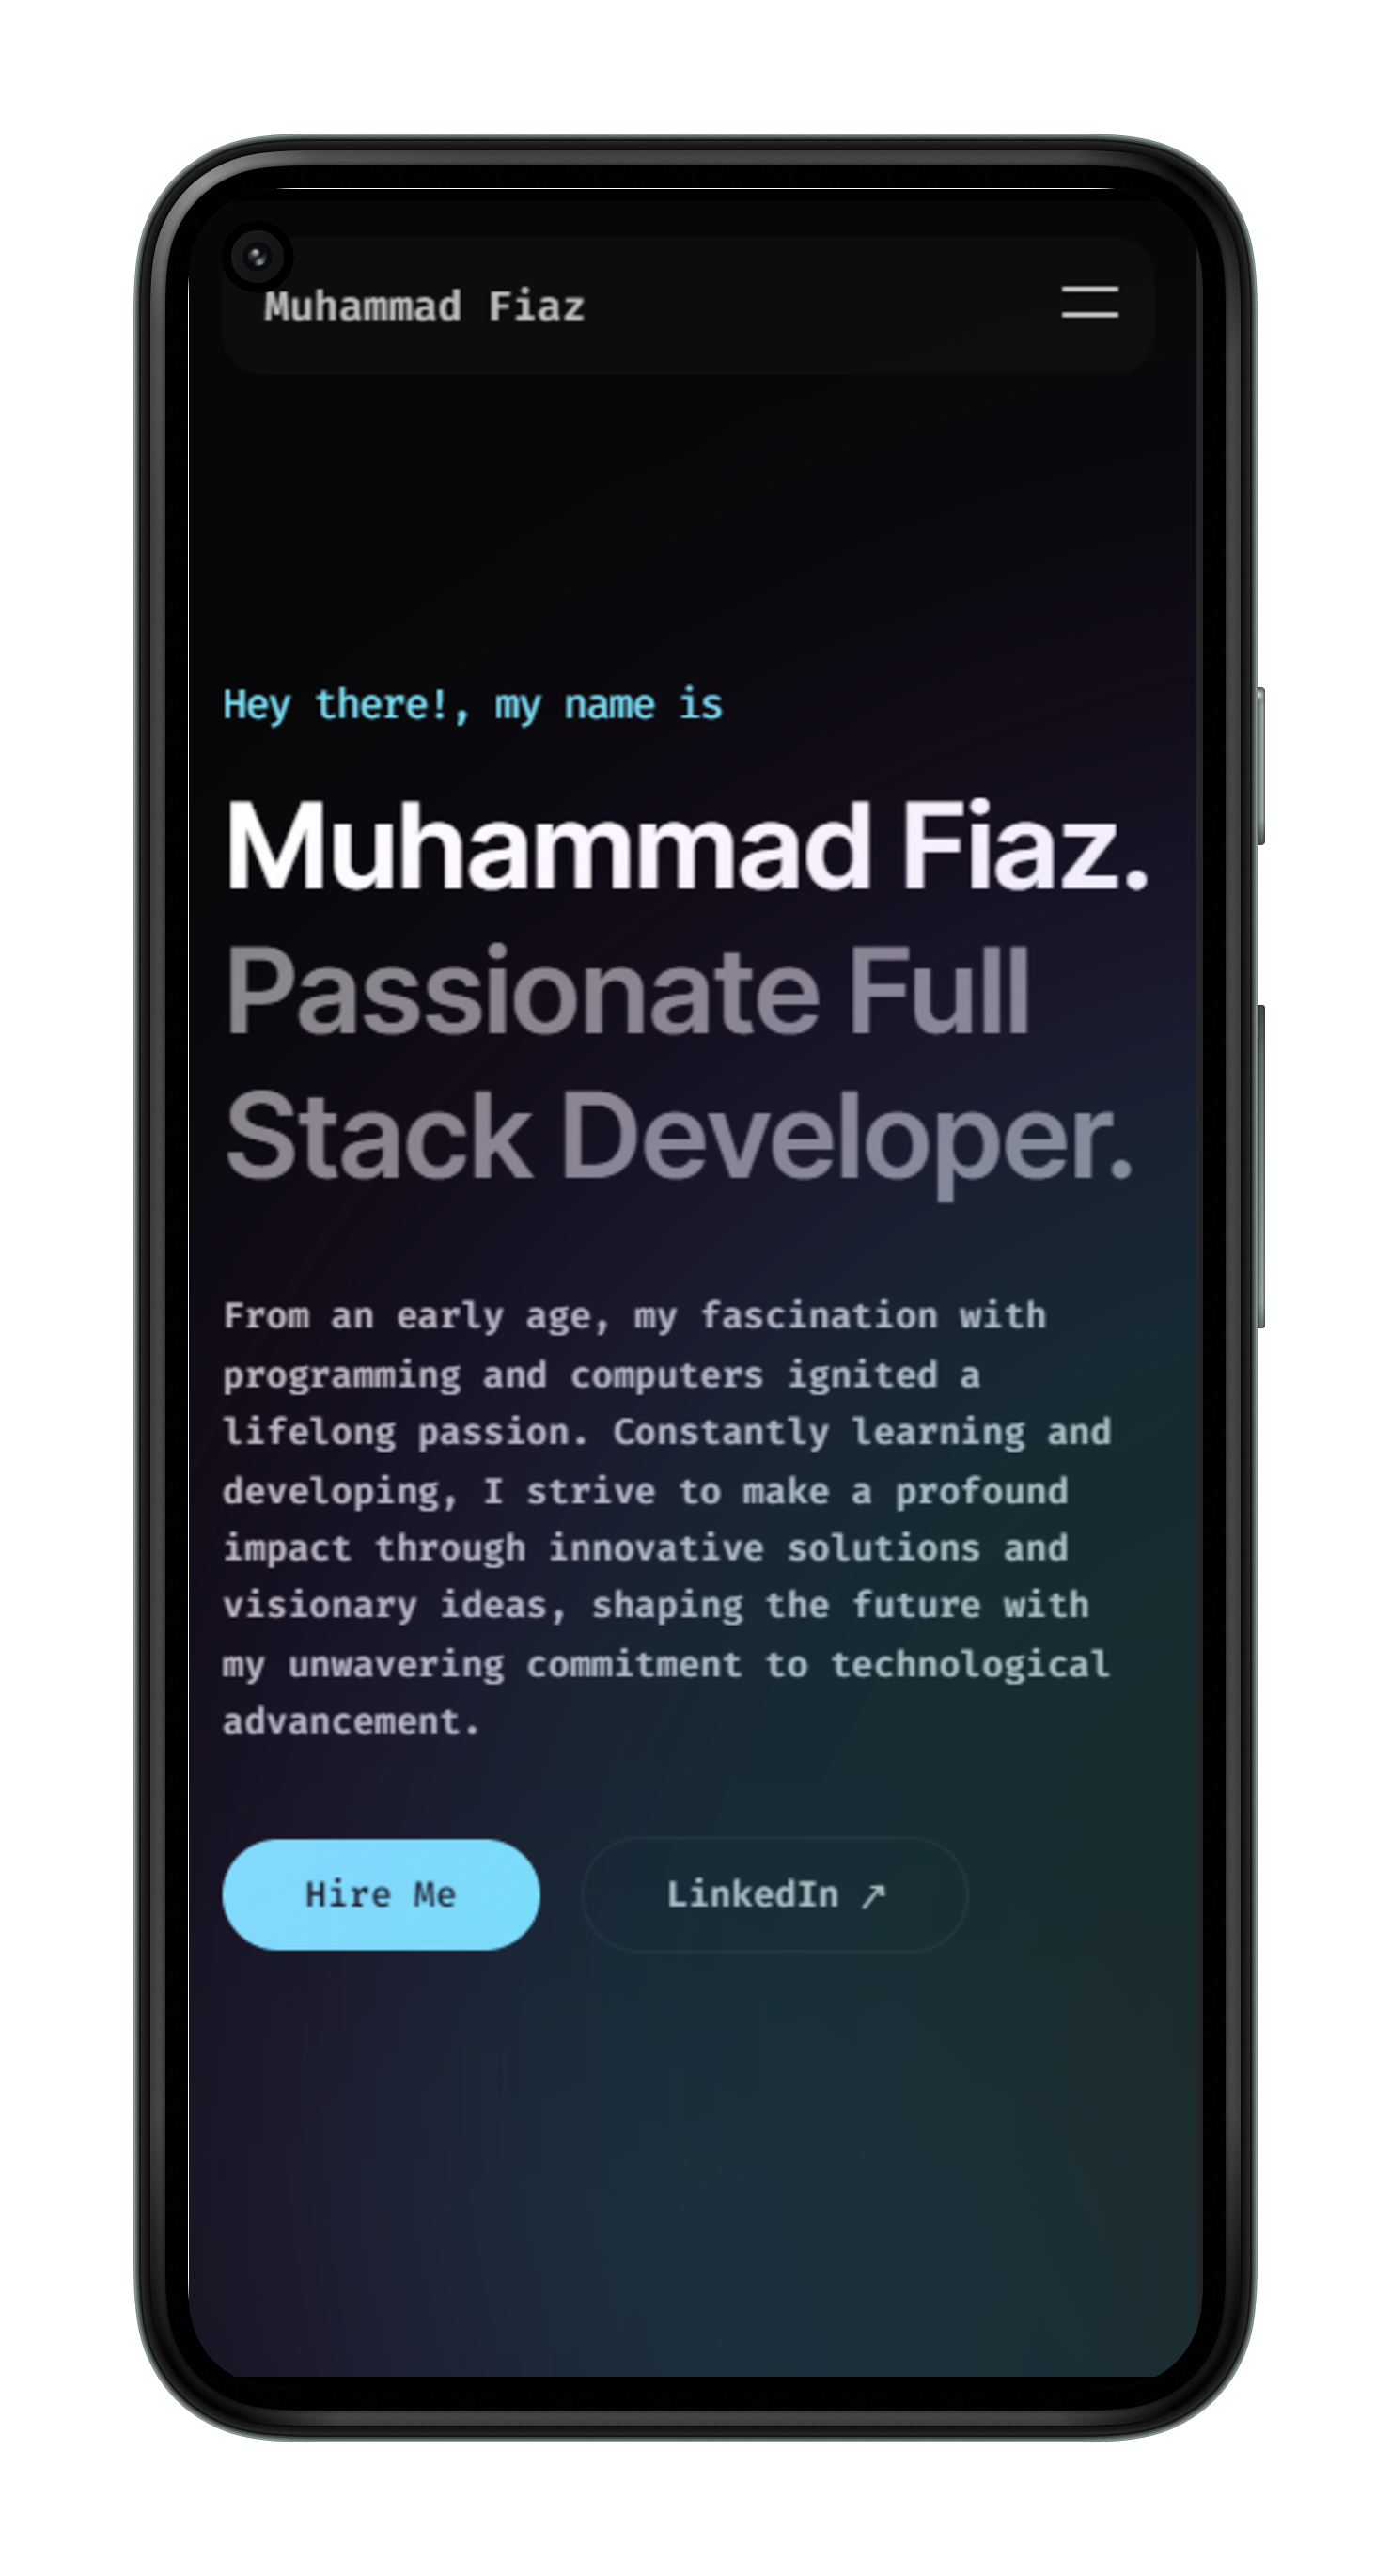 Muhammad Fiaz
Hey there!, my name is
Muhammad Fiaz.
Passionate Full
Stack Developer.
From an early age, my fascination with
programming and computers ignited a
lifelong passion. Constantly learning and
developing, I strive to make a profound
impact through innovative solutions and
visionary ideas, shaping the future with
my unwavering commitment to technological
advancement.
Hire Me
LinkedIn ↗